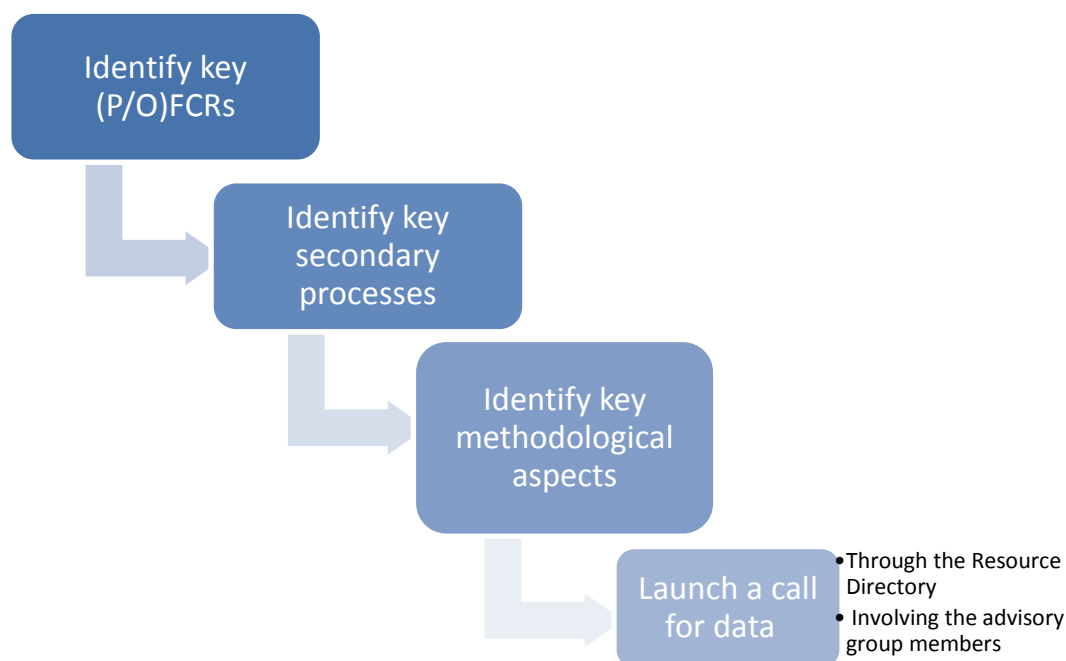 Identify key
(P/O)FCRs
Identify key
secondary
processes
Identify key
methodological
aspects
Launch a call
for data
•Through the Resource
Directory
• Involving the advisory
group members